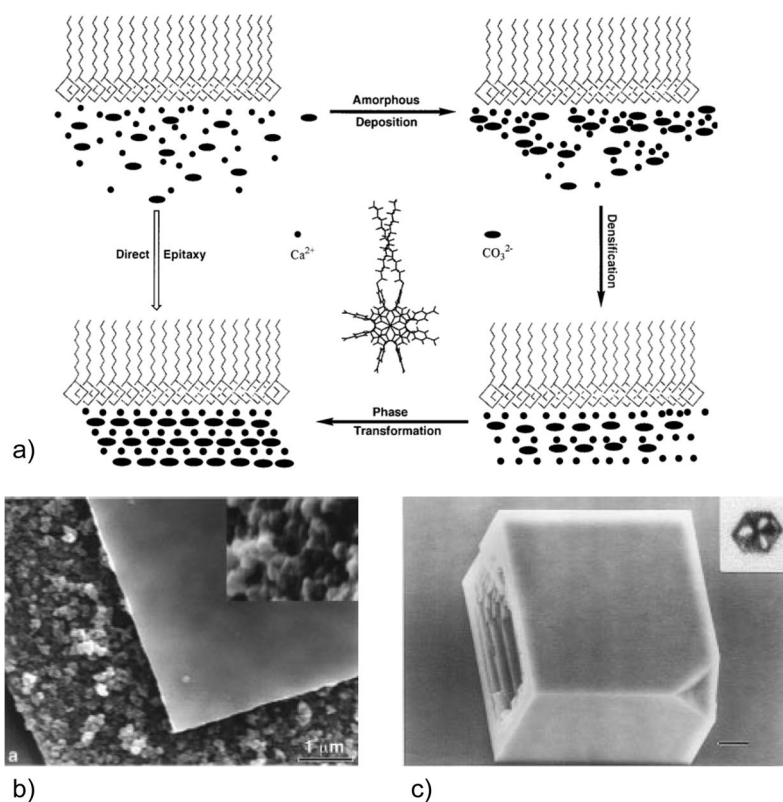 Amorphous
Deposition
Direct Epitaxy
Ca2+
CO32-
Densification
Phase
Transformation
a)
a
1 μm
b)
c)